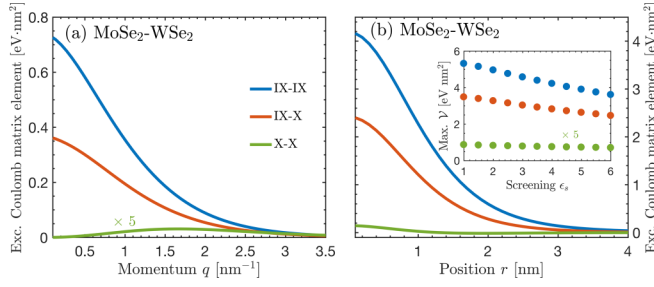 (a) MoSe₂-WSe₂
Exc. Coulomb matrix element [eV·nm²]
0.8
0.6
0.4
0.2
0
IX-IX
IX-X
X-X
× 5
0.5 1 1.5 2 2.5 3 3.5
Momentum q [nm⁻¹]
(b) MoSe₂-WSe₂
Max. 𝒱 [eV nm²]
6
4
2
0
× 5
1 2 3 4 5 6
Screening ϵₛ
1 2 3 4
Position r [nm]
4
3
2
1
0
Exc. Coulomb matrix element [eV·nm²]